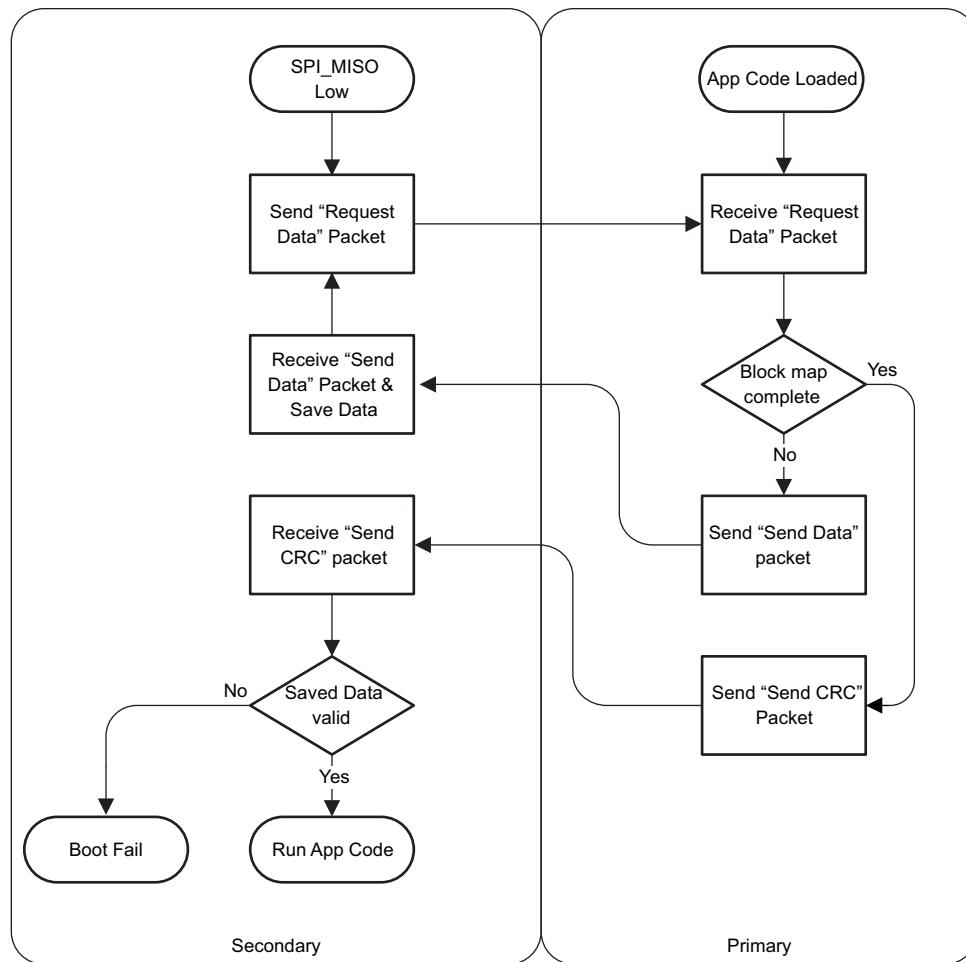 SPI_MISO
Low
App Code Loaded
Send “Request
Data” Packet
Receive “Request
Data” Packet
Receive “Send
Data” Packet &
Save Data
Block map
complete
Yes
No
Receive “Send
CRC” packet
Send “Send Data”
packet
Saved Data
valid
No
Yes
Send “Send CRC”
Packet
Boot Fail
Run App Code
Secondary
Primary